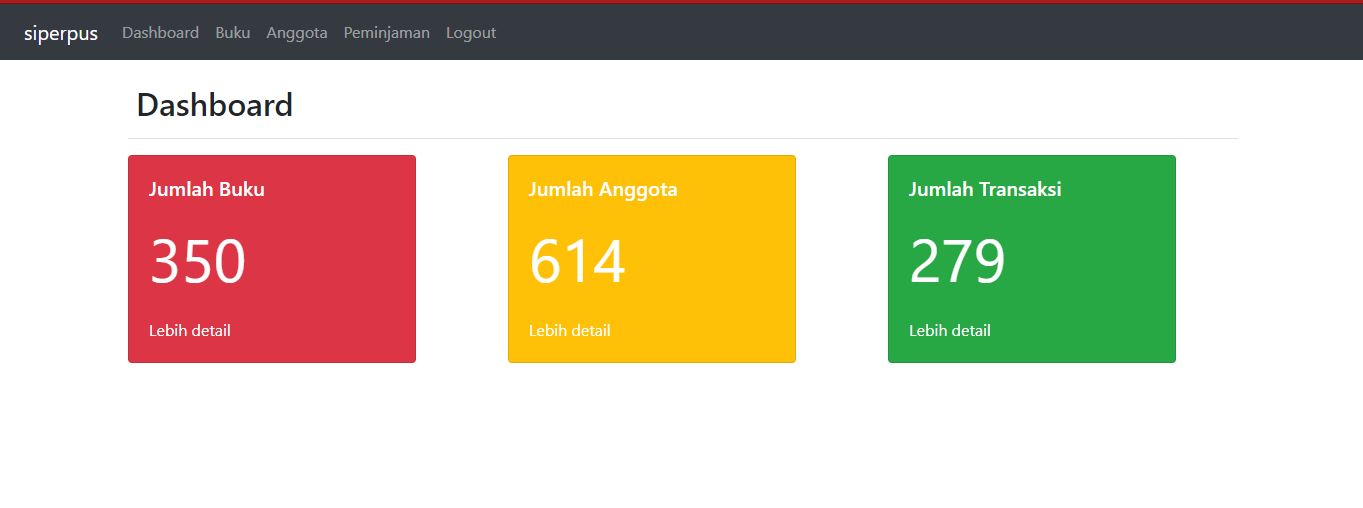 siperpus Dashboard Buku Anggota Peminjaman Logout
Dashboard
Jumlah Buku
350
Lebih detail
Jumlah Anggota
614
Lebih detail
Jumlah Transaksi
279
Lebih detail